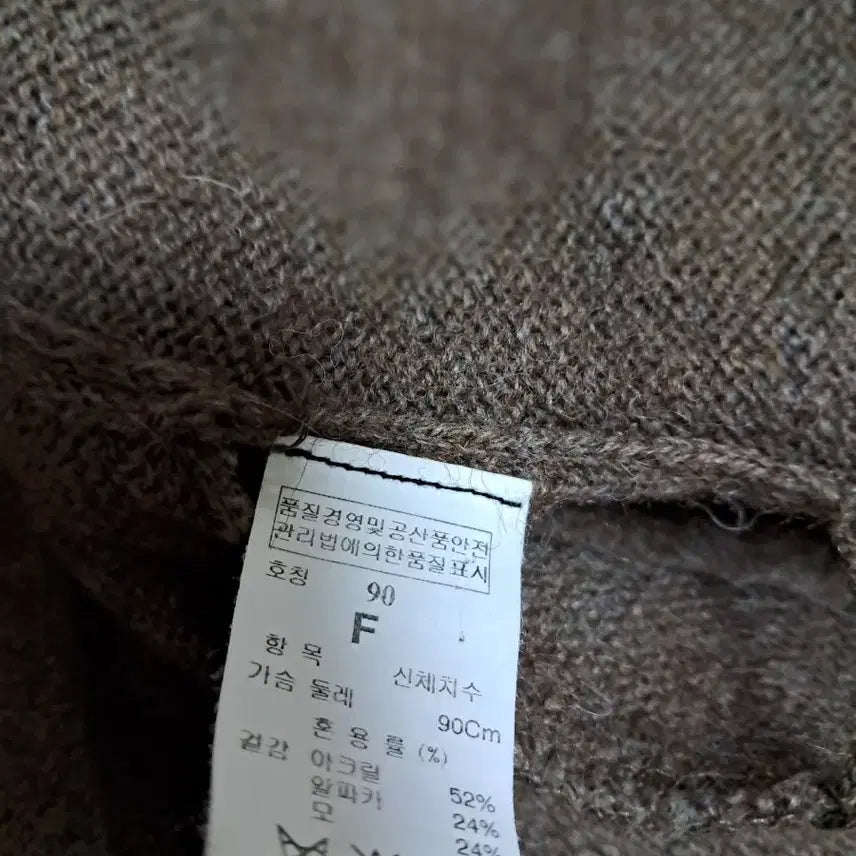 품질경영및공산품안전
관리법에의한품질표시
호칭 90
F
항 목 신체치수
가슴 둘레 90Cm
혼 용 률 (%)
겉감 아크릴 52%
알파카 24%
모 24%